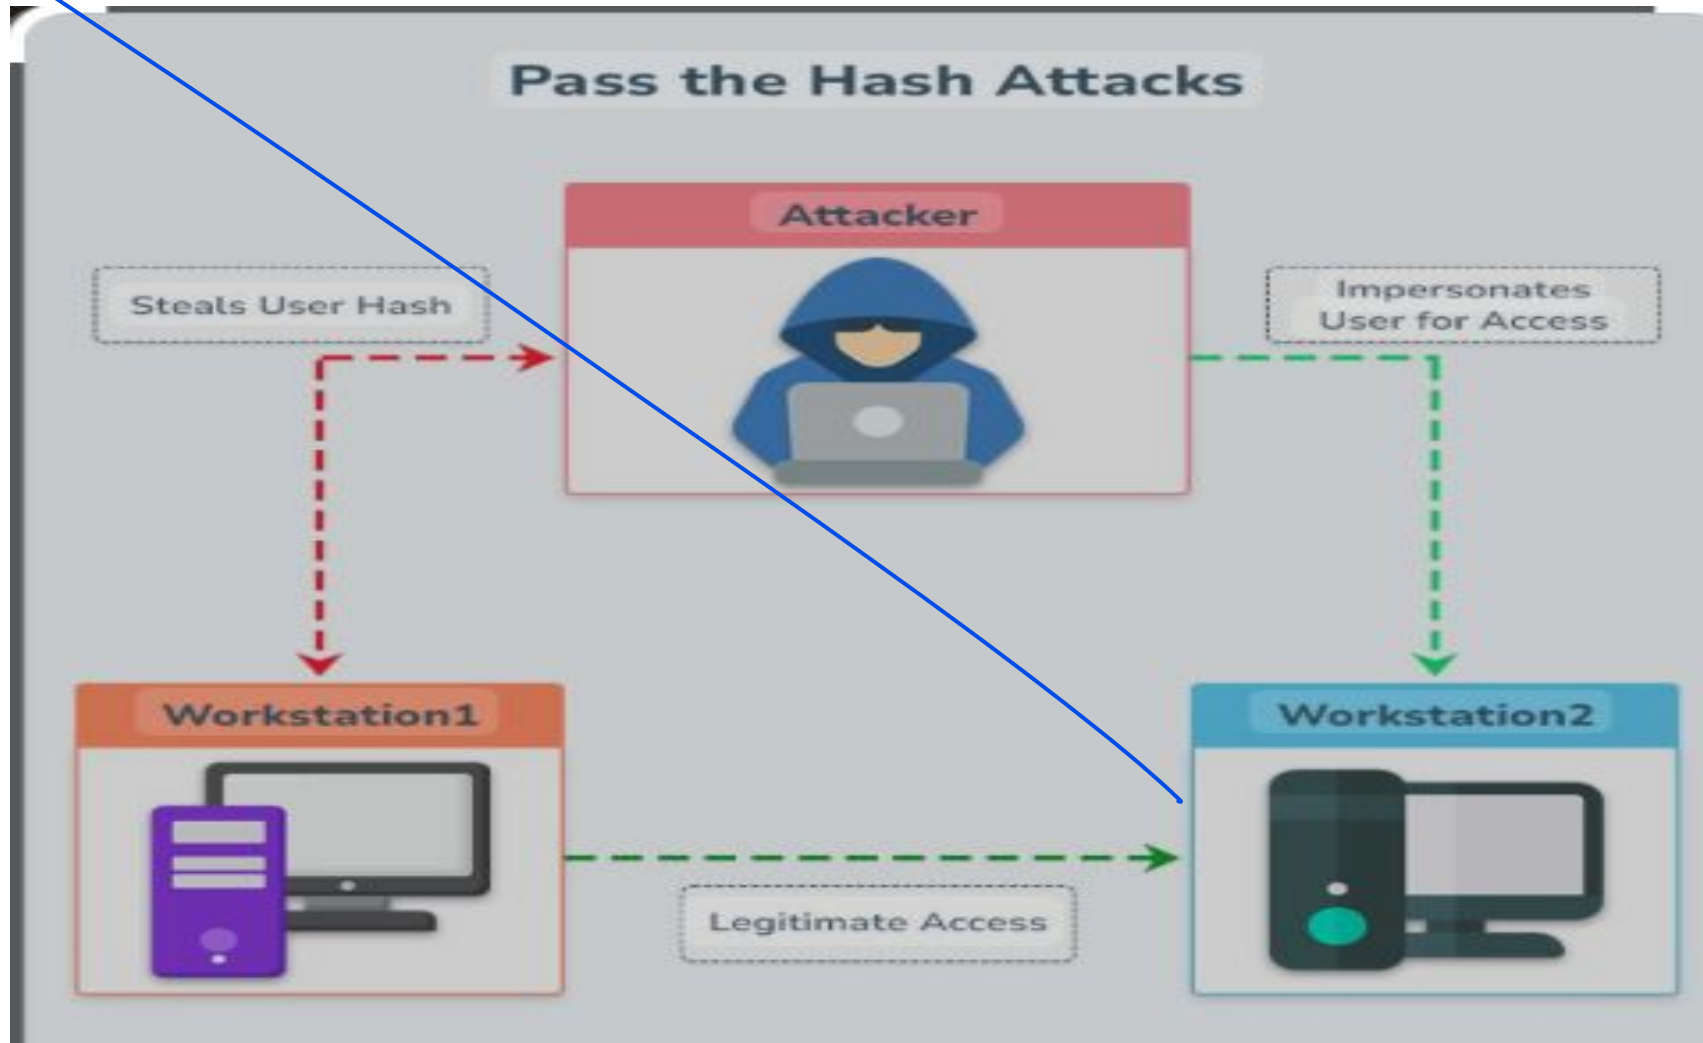 Pass the Hash Attacks
Attacker
Steals User Hash
Impersonates
User for Access
Workstation1
Workstation2
Legitimate Access